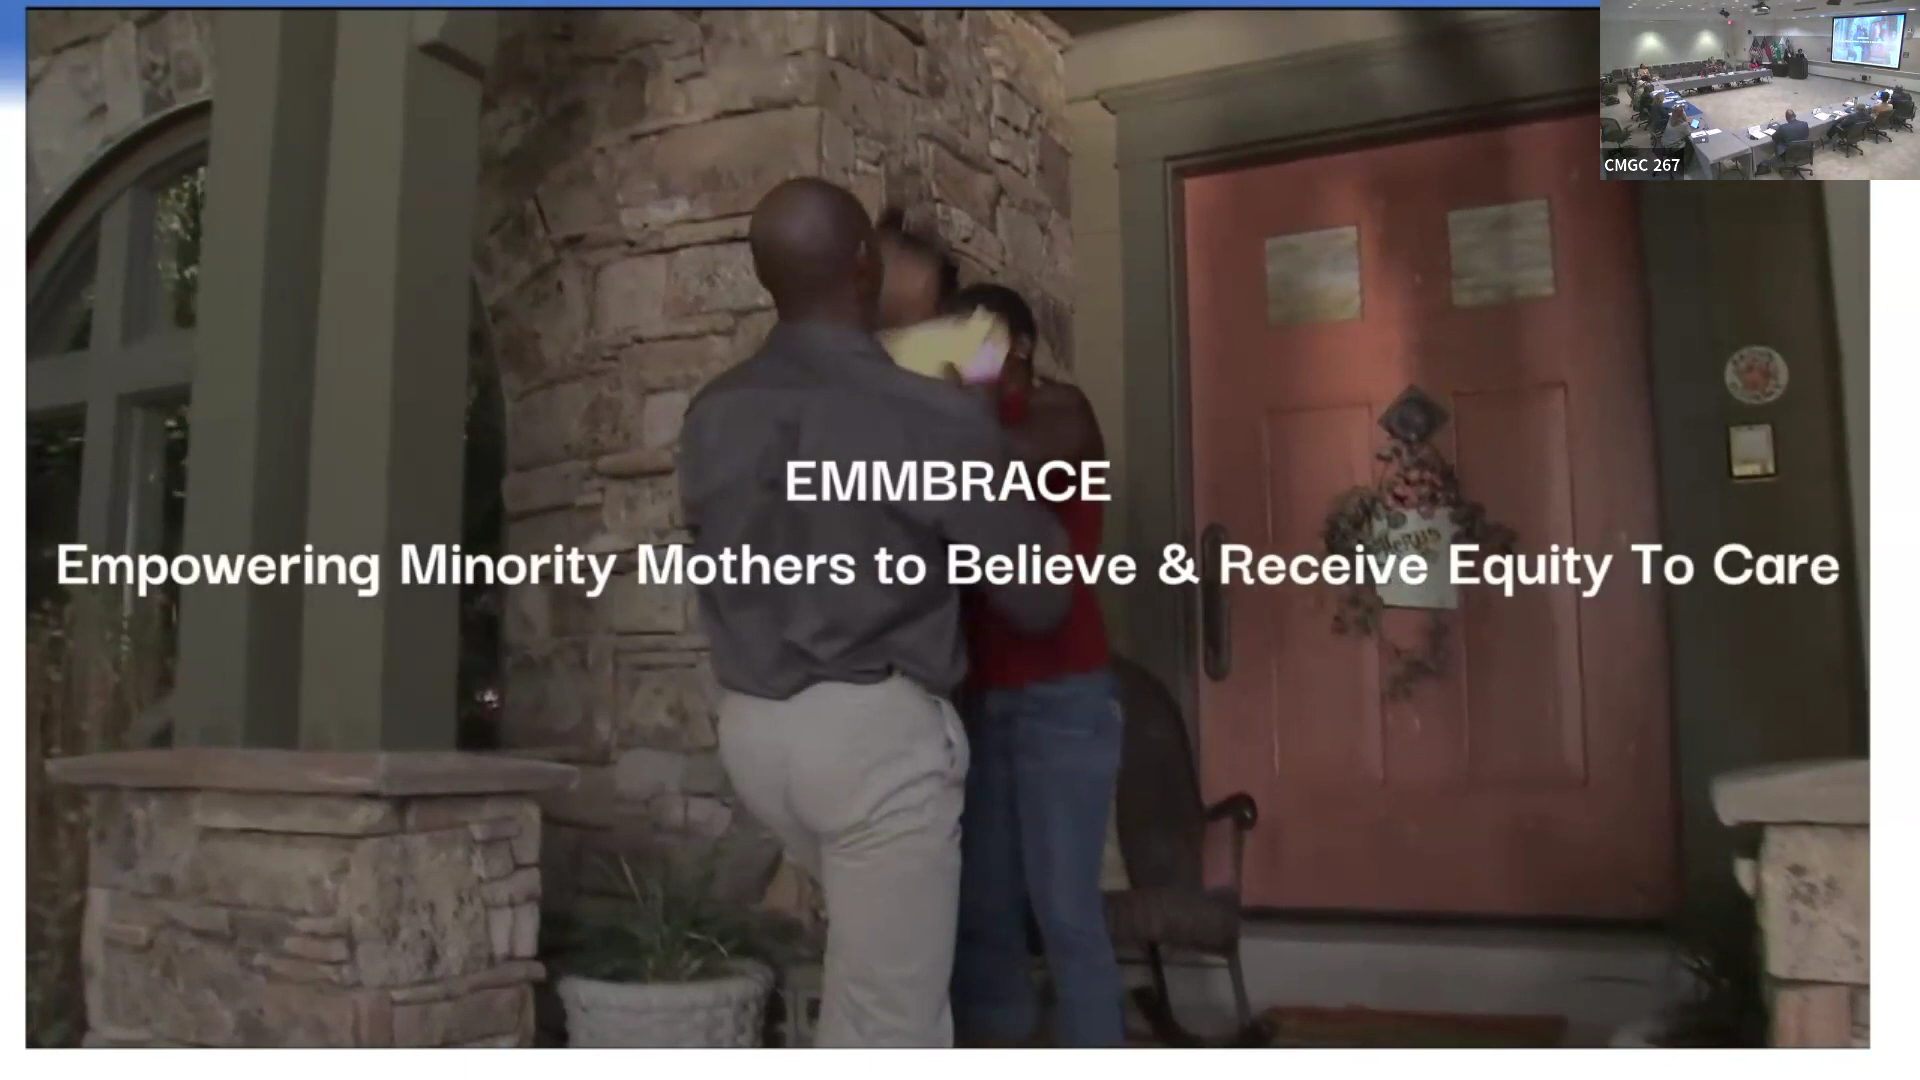 CMGC 267
EMMBRACE
Empowering Minority Mothers to Believe & Receive Equity To Care